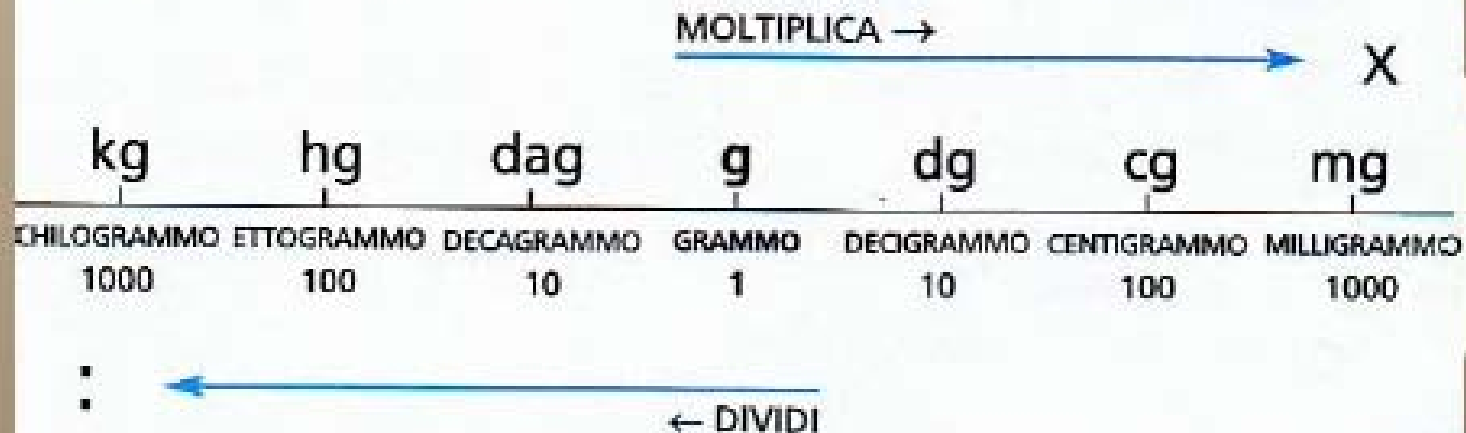 MOLTIPLICA →
X
kg hg dag g dg cg mg
CHILOGRAMMO ETTOGRAMMO DECAGRAMMO GRAMMO DECIGRAMMO CENTIGRAMMO MILLIGRAMMO
1000 100 10 1 10 100 1000
:
← DIVIDI